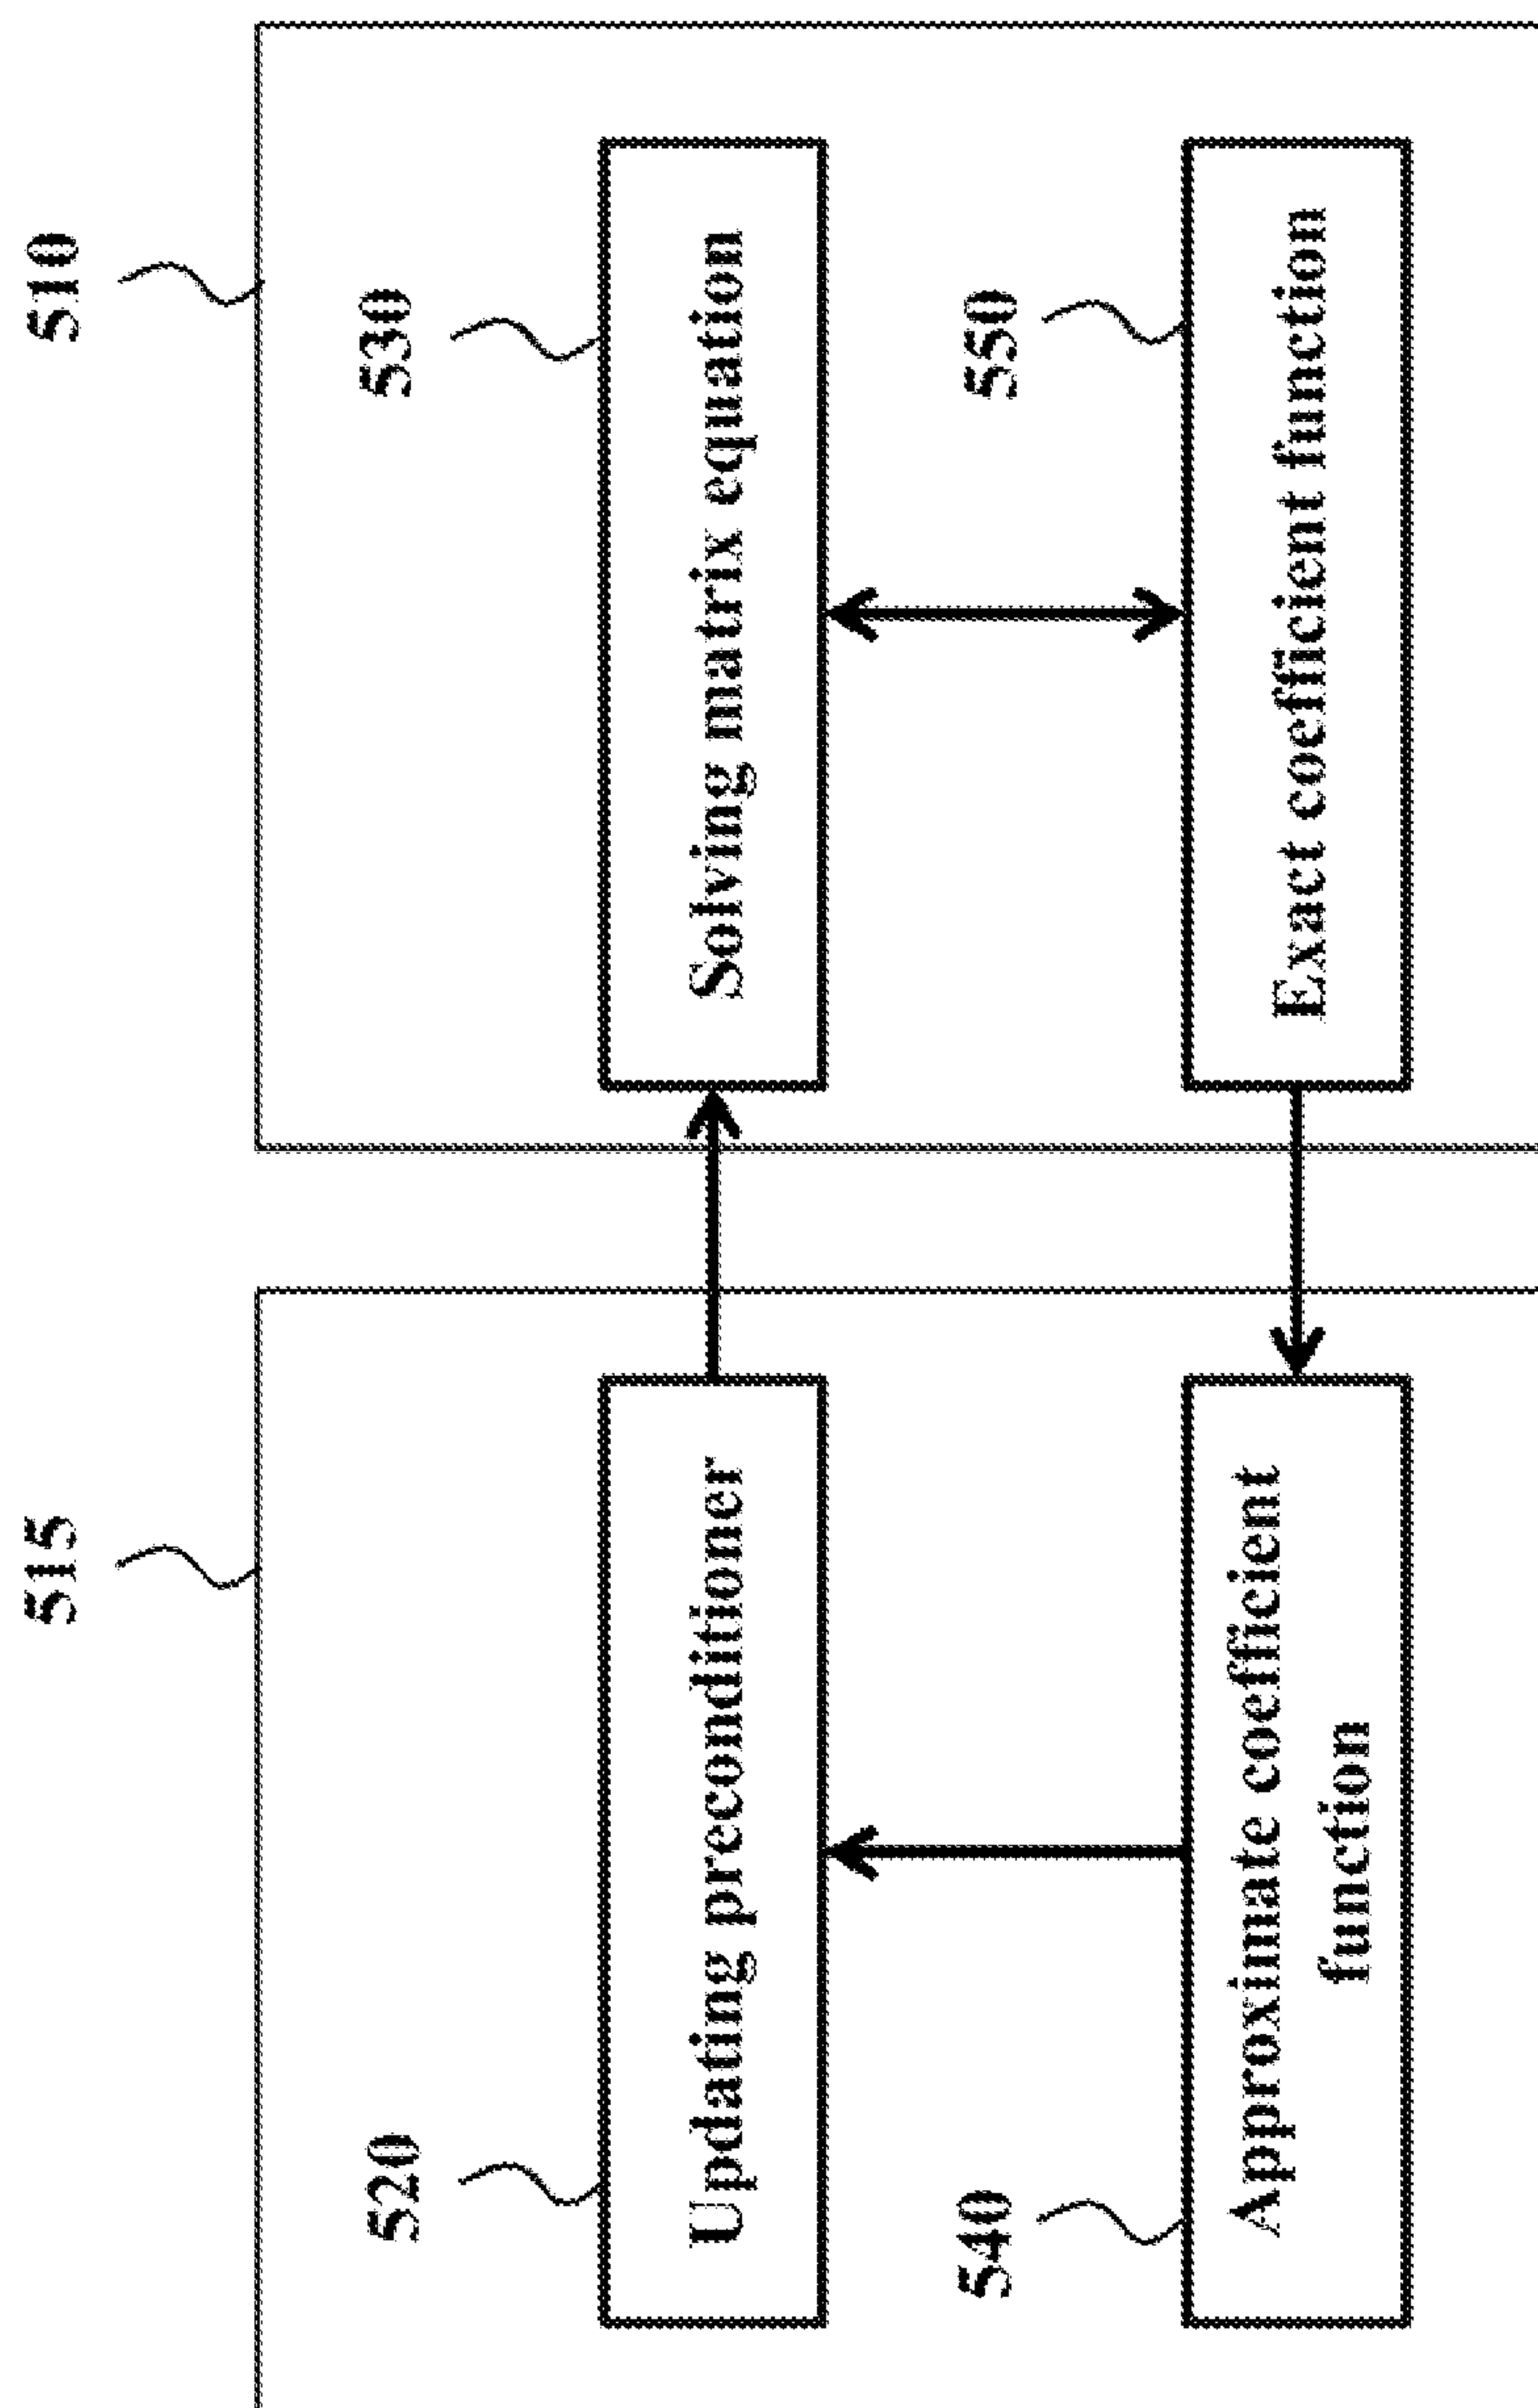 515
510
520
530
Updating preconditioner
Solving matrix equation
540
550
Approximate coefficient
function
Exact coefficient function